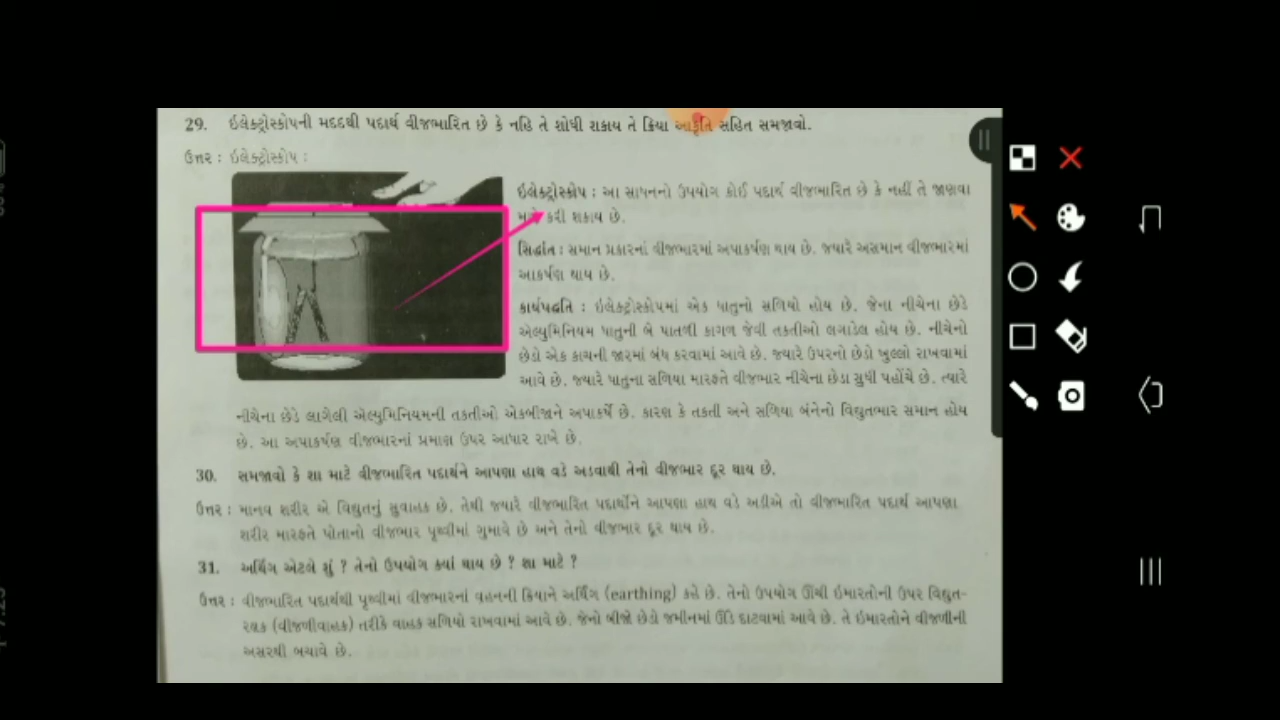 29. ઇલેક્ટ્રોસ્કોપની મદદથી પદાર્થ વીજભારિત છે કે નહિ તે શોધી શકાય તે ક્રિયા આકૃતિ સહિત સમજાવો.
ઉત્તર : ઇલેક્ટ્રોસ્કોપ :
ઇલેક્ટ્રોસ્કોપ : આ સાધનનો ઉપયોગ કોઈ પદાર્થ વીજભારિત છે કે નહીં તે જાણવા
કરી શકાય છે.
સિદ્ધાંત : સમાન પ્રકારનાં વીજભારમાં અપાકર્ષણ થાય છે. જ્યારે અસમાન વીજભારમાં
આકર્ષણ થાય છે.
કાર્યપદ્ધતિ : ઇલેક્ટ્રોસ્કોપમાં એક ધાતુનો સળિયો હોય છે. જેના નીચેના છેડે
એલ્યુમિનિયમ ધાતુની બે પાતળી કાગળ જેવી તકતીઓ લગાડેલ હોય છે. નીચેનો
છેડો એક કાચની જારમાં બંધ કરવામાં આવે છે. જ્યારે ઉપરનો છેડો ખુલ્લો રાખવામાં
આવે છે. જ્યારે ધાતુના સળિયા મારફતે વીજભાર નીચેના છેડા સુધી પહોંચે છે. ત્યારે
નીચેના છેડે લાગેલી એલ્યુમિનિયમની તકતીઓ એકબીજાને અપાકર્ષે છે. કારણ કે તકતી અને સળિયા બંનેનો વિદ્યુતભાર સમાન હોય
છે. આ અપાકર્ષણ વીજભારનાં પ્રમાણ ઉપર આધાર રાખે છે.
30. સમજાવો કે શા માટે વીજભારિત પદાર્થને આપણા હાથ વડે અડવાથી તેનો વીજભાર દૂર થાય છે.
ઉત્તર : માનવ શરીર એ વિદ્યુતનું સુવાહક છે. તેથી જ્યારે વીજભારિત પદાર્થોને આપણા હાથ વડે અડીએ તો વીજભારિત પદાર્થ આપણા
શરીર મારફતે પોતાનો વીજભાર પૃથ્વીમાં ગુમાવે છે અને તેનો વીજભાર દૂર થાય છે.
31. અર્થિંગ એટલે શું ? તેનો ઉપયોગ ક્યાં થાય છે ? શા માટે ?
ઉત્તર : વીજભારિત પદાર્થથી પૃથ્વીમાં વીજભારનાં વહનની ક્રિયાને અર્થિંગ (earthing) કહે છે. તેનો ઉપયોગ ઊંચી ઇમારતોની ઉપર વિદ્યુત-
રક્ષક (વીજળીવાહક) તરીકે વાહક સળિયો રાખવામાં આવે છે. જેનો બીજો છેડો જમીનમાં ઊંડે દાટવામાં આવે છે. તે ઇમારતોને વીજળીની
અસરથી બચાવે છે.